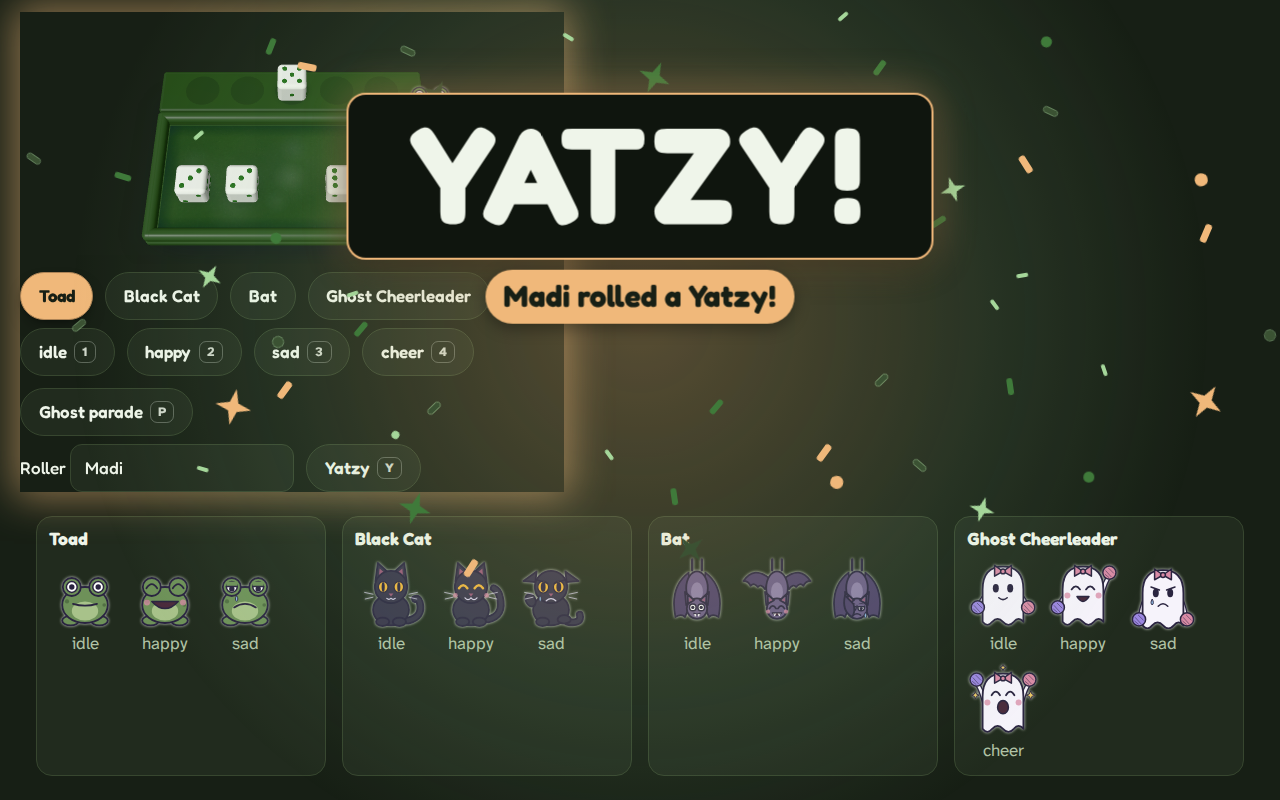 YATZY!
Madi rolled a Yatzy!
Toad Black Cat Bat Ghost Cheerleader
idle 1 happy 2 sad 3 cheer 4
Ghost parade P
Roller Madi Yatzy Y
Toad
idle happy sad
Black Cat
idle happy sad
Bat
idle happy sad
Ghost Cheerleader
idle happy sad
cheer